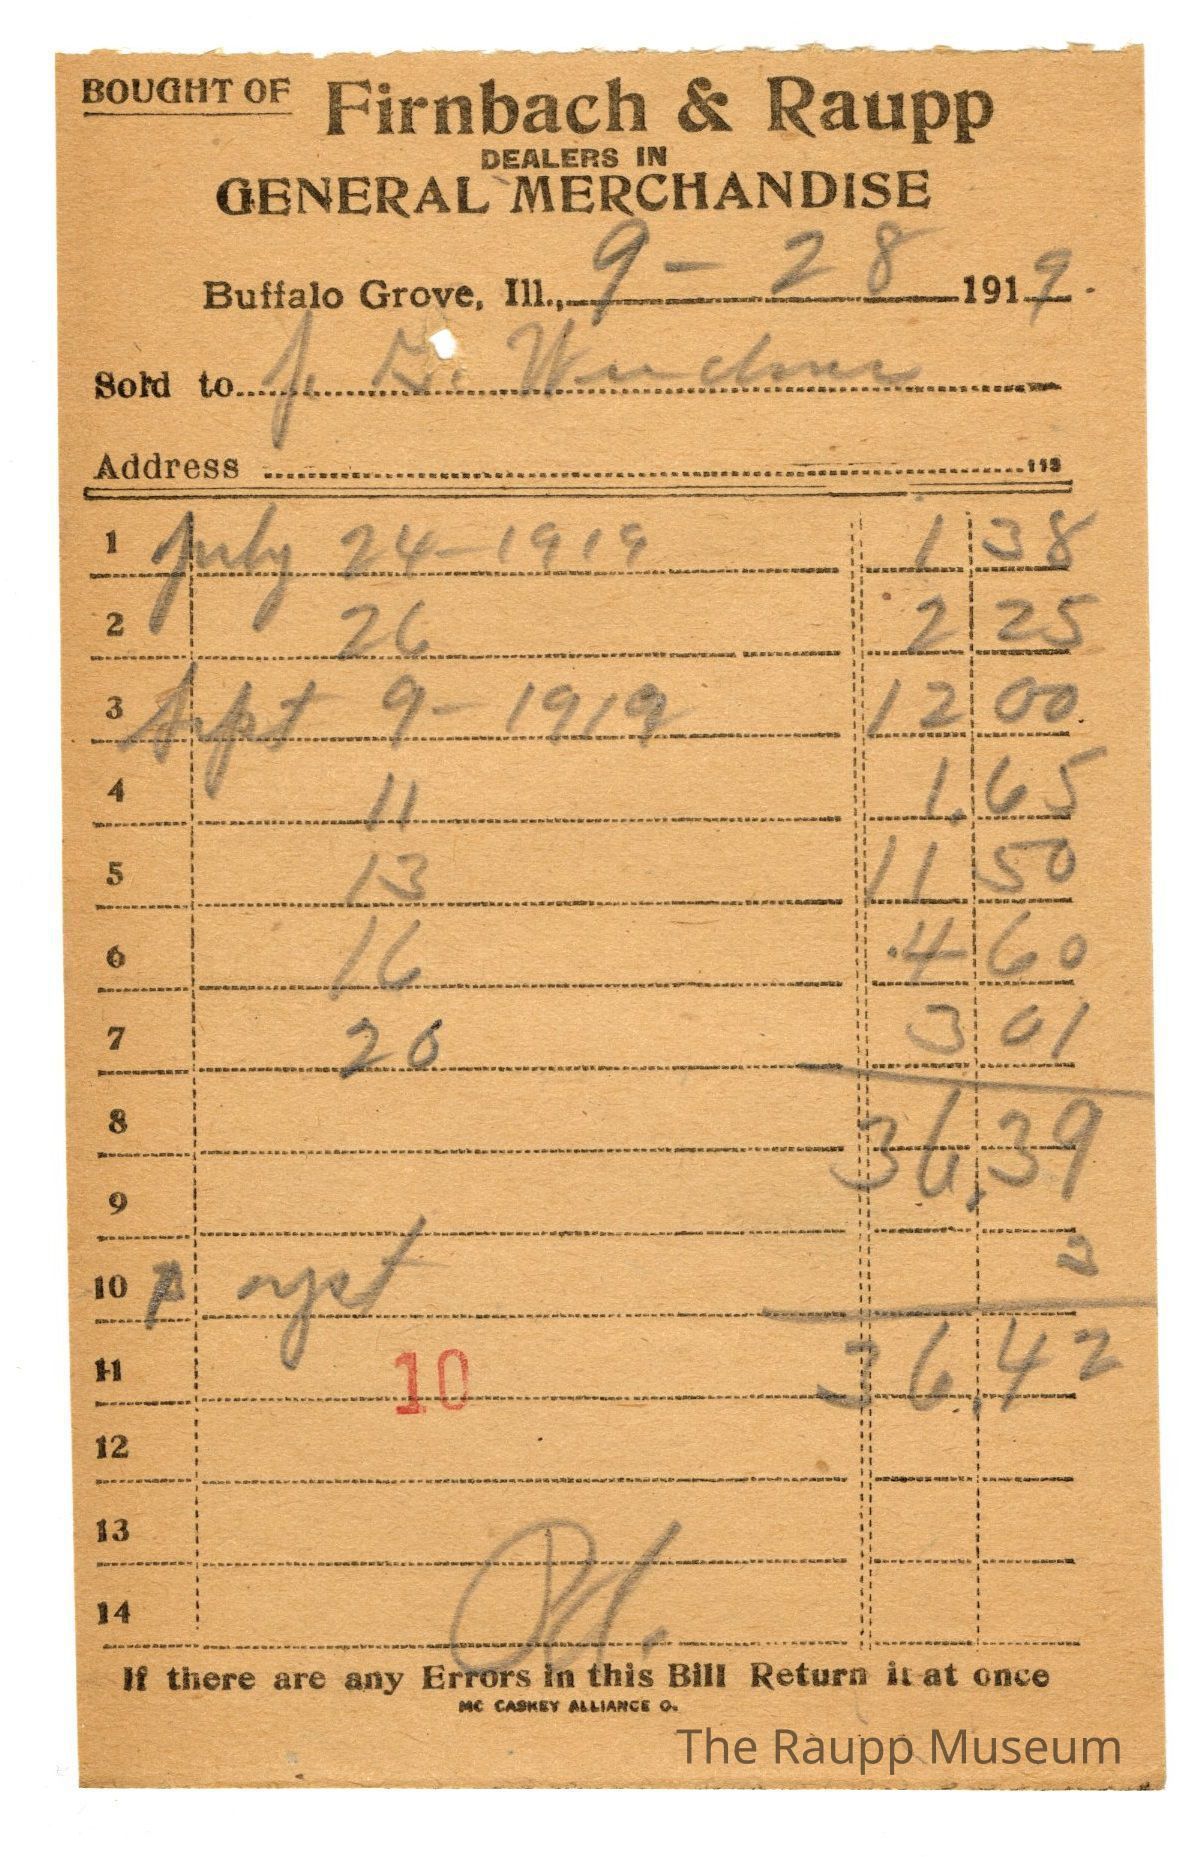 BOUGHT OF Firnbach & Raupp
DEALERS IN
GENERAL MERCHANDISE
Buffalo Grove, Ill., 9 - 28 1919.
Sold to J. G.
Address
1 July 24-1919 1 38
2 26 2 25
3 Sept 9-1919 12 00
4 11 1.65
5 13 11 50
6 16 4 60
7 26 3 01
8 36.39
9 3
10
11 10 36.42
12
13
14 Pd.
If there are any Errors in this Bill Return it at once
MC CASKEY ALLIANCE O.
The Raupp Museum